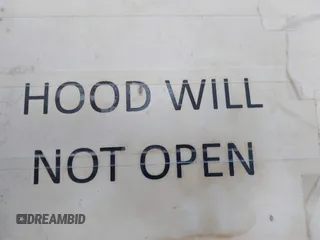 HOOD WILL
NOT OPEN
DREAMBID